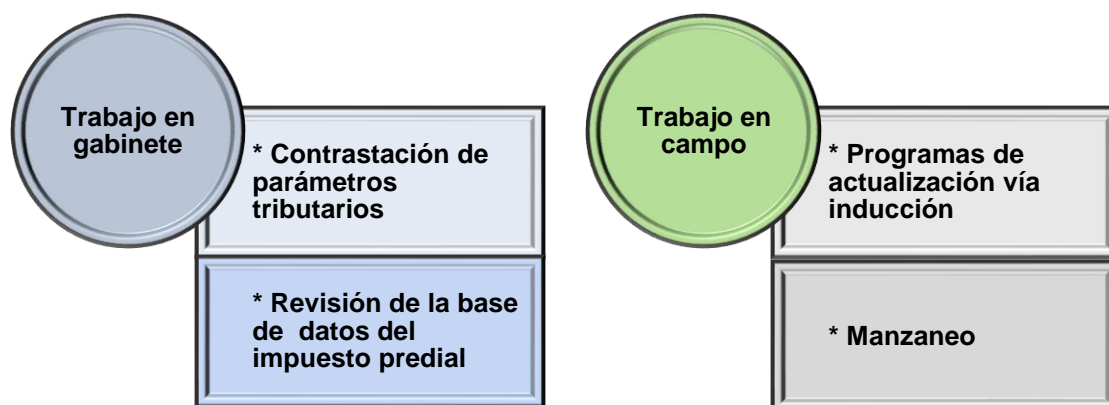 Trabajo en
gabinete
* Contrastación de
parámetros
tributarios
* Revisión de la base
de datos del
impuesto predial
Trabajo en
campo
* Programas de
actualización vía
inducción
* Manzaneo